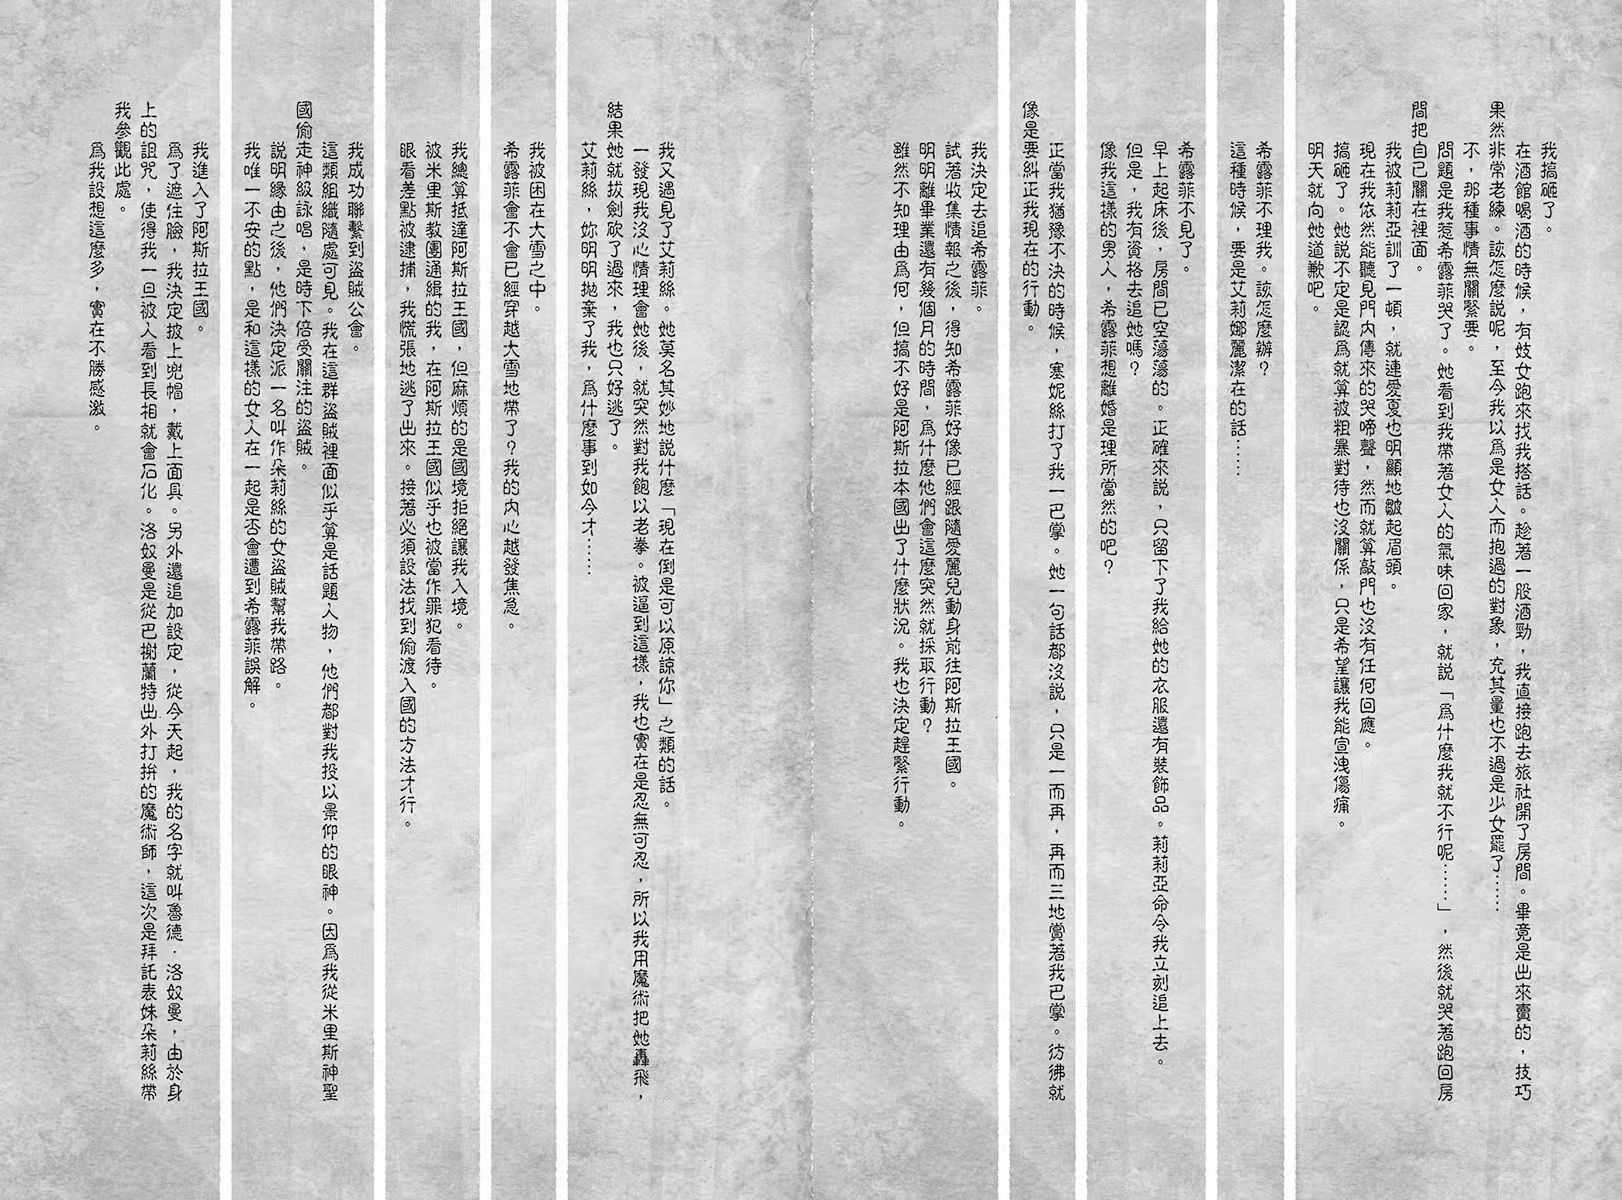 我搞砸了。
在酒館喝酒的時候，有妓女跑來找我搭話。趁著一股酒勁，我直接跑去旅社開了房間。畢竟是出來賣的，技巧
果然非常老練。該怎麼說呢，至今我以為是女人而抱過的對象，充其量也不過是少女罷了……
不，那種事情無關緊要。
問題是我惹希露菲哭了。她看到我帶著女人的氣味回家，就說「為什麼我就不行呢……」，然後就哭著跑回房
間把自己關在裡面。
我被莉莉亞訓了一頓，就連愛夏也明顯地皺起眉頭。
現在我依然能聽見門內傳來的哭啼聲，然而就算敲門也沒有任何回應。
搞砸了。她說不定是認為就算被粗暴對待也沒關係，只是希望讓我能宣洩傷痛。
明天就向她道歉吧。
希露菲不理我。該怎麼辦？
這種時候，要是艾莉娜麗潔在的話……
希露菲不見了。
早上起床後，房間已空蕩蕩的。正確來說，只留下了我給她的衣服還有裝飾品。莉莉亞命令我立刻追上去。
但是，我有資格去追她嗎？
像我這樣的男人，希露菲想離婚是理所當然的吧？
正當我猶豫不決的時候，塞妮絲打了我一巴掌。她一句話都沒說，只是一而再，再而三地賞著我巴掌。彷彿就
像是要糾正我現在的行動。
我決定去追希露菲。
試著收集情報之後，得知希露菲好像已經跟隨愛麗兒動身前往阿斯拉王國。
明明離畢業還有幾個月的時間，為什麼他們會這麼突然就採取行動？
雖然不知理由為何，但搞不好是阿斯拉本國出了什麼狀況。我也決定趕緊行動。
我又遇見了艾莉絲。她莫名其妙地說什麼「現在倒是可以原諒你」之類的話。
一發現我沒心情理會她後，就突然對我飽以老拳。被逼到這樣，我也實在是忍無可忍，所以我用魔術把她轟飛，
結果她就拔劍砍了過來，我也只好逃了。
艾莉絲，妳明明拋棄了我，為什麼事到如今才……
我被困在大雪之中。
希露菲會不會已經穿越大雪地帶了？我的內心越發焦急。
我總算抵達阿斯拉王國，但麻煩的是國境拒絕讓我入境。
被米里斯教團通緝的我，在阿斯拉王國似乎也被當作罪犯看待。
眼看差點被逮捕，我慌張地逃了出來。接著必須設法找到偷渡入國的方法才行。
我成功聯繫到盜賊公會。
這類組織隨處可見。我在這群盜賊裡面似乎算是話題人物，他們都對我投以景仰的眼神。因為我從米里斯神聖
國偷走神級詠唱，是時下倍受關注的盜賊。
說明緣由之後，他們決定派一名叫作朵莉絲的女盜賊幫我帶路。
我唯一不安的點，是和這樣的女人在一起是否會遭到希露菲誤解。
我進入了阿斯拉王國。
為了遮住臉，我決定披上兜帽，戴上面具。另外還追加設定，從今天起，我的名字就叫魯德．洛奴曼，由於身
上的詛咒，使得我一旦被人看到長相就會石化。洛奴曼是從巴榭蘭特出外打拚的魔術師，這次是拜託表妹朵莉絲帶
我參觀此處。
為我設想這麼多，實在不勝感激。